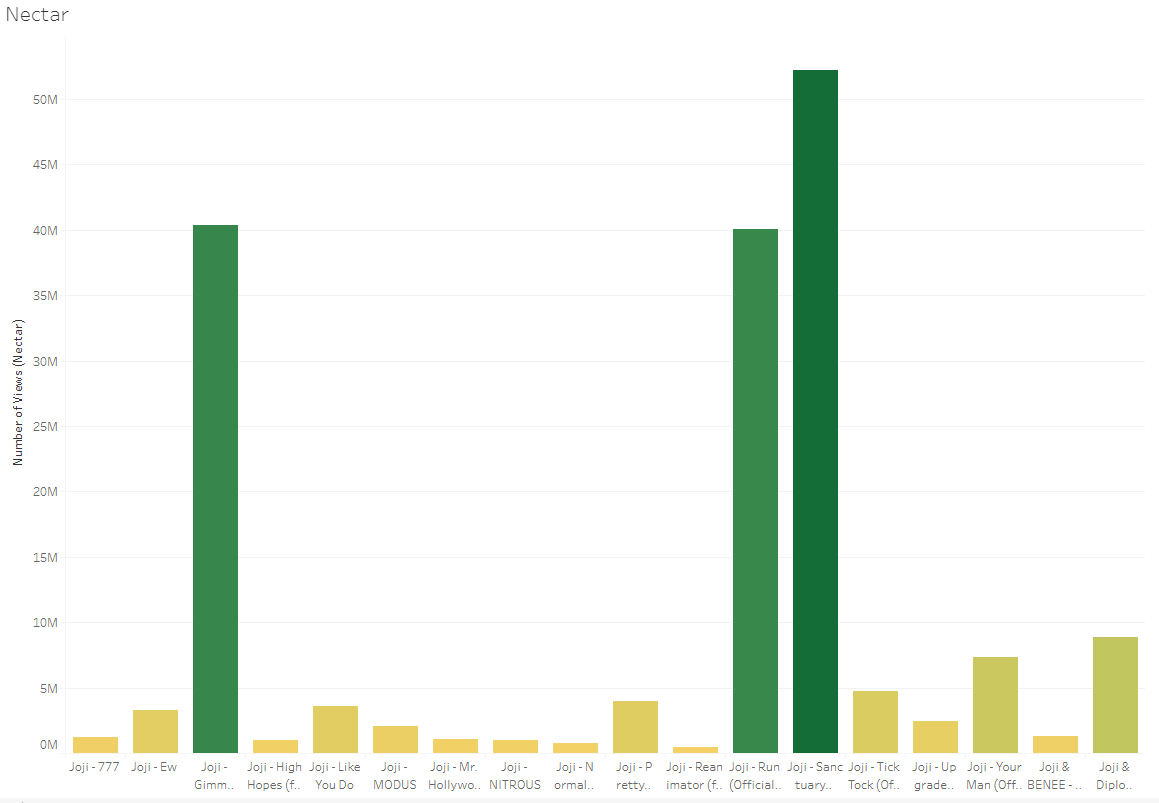 Nectar
50M
45M
40M
35M
30M
25M
20M
15M
10M
5M
0M
Number of Views (Nectar)
Joji - 777
Joji - Ew
Joji -
Gimm..
Joji - High
Hopes (f..
Joji - Like
You Do
Joji -
MODUS
Joji - Mr.
Hollywo..
Joji -
NITROUS
Joji - N
ormal..
Joji - P
retty..
Joji - Rean
imator (f..
Joji - Run
(Official..
Joji - Sanc
tuary..
Joji - Tick
Tock (Of..
Joji - Up
grade..
Joji - Your
Man (Off..
Joji &
BENEE - ..
Joji &
Diplo..